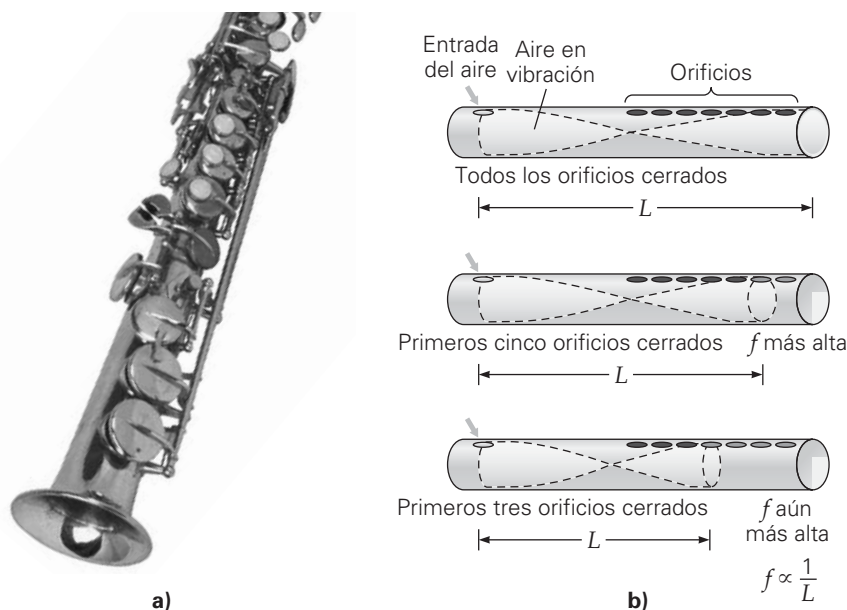 Entrada
del aire
Aire en
vibración
Orificios
Todos los orificios cerrados
L
Primeros cinco orificios cerrados
f más alta
L
Primeros tres orificios cerrados
f aún
más alta
L
f ∝ 1/L
a)
b)